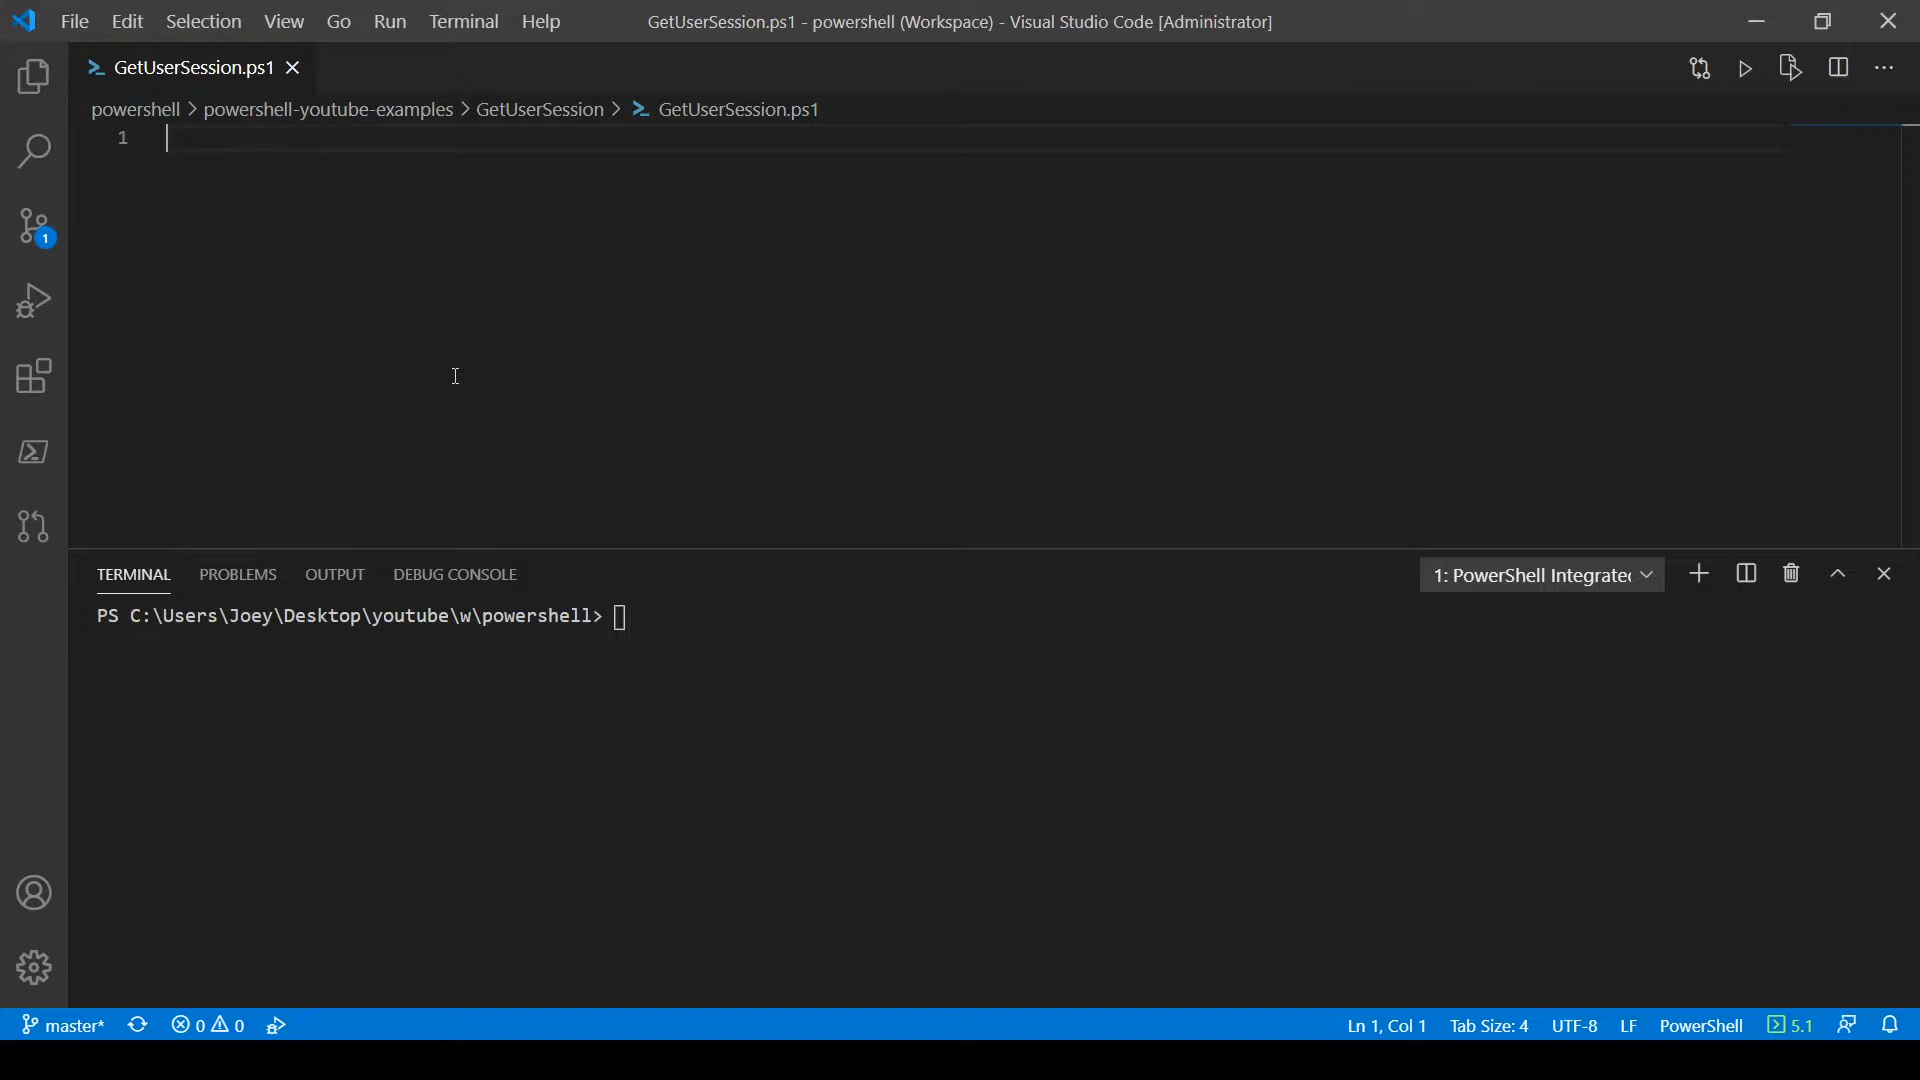 File Edit Selection View Go Run Terminal Help GetUserSession.ps1 - powershell (Workspace) - Visual Studio Code [Administrator]
GetUserSession.ps1
powershell > powershell-youtube-examples > GetUserSession > GetUserSession.ps1
1
1
TERMINAL PROBLEMS OUTPUT DEBUG CONSOLE 1: PowerShell Integrated
PS C:\Users\Joey\Desktop\youtube\w\powershell>
master* 0 0 Ln 1, Col 1 Tab Size: 4 UTF-8 LF PowerShell 5.1